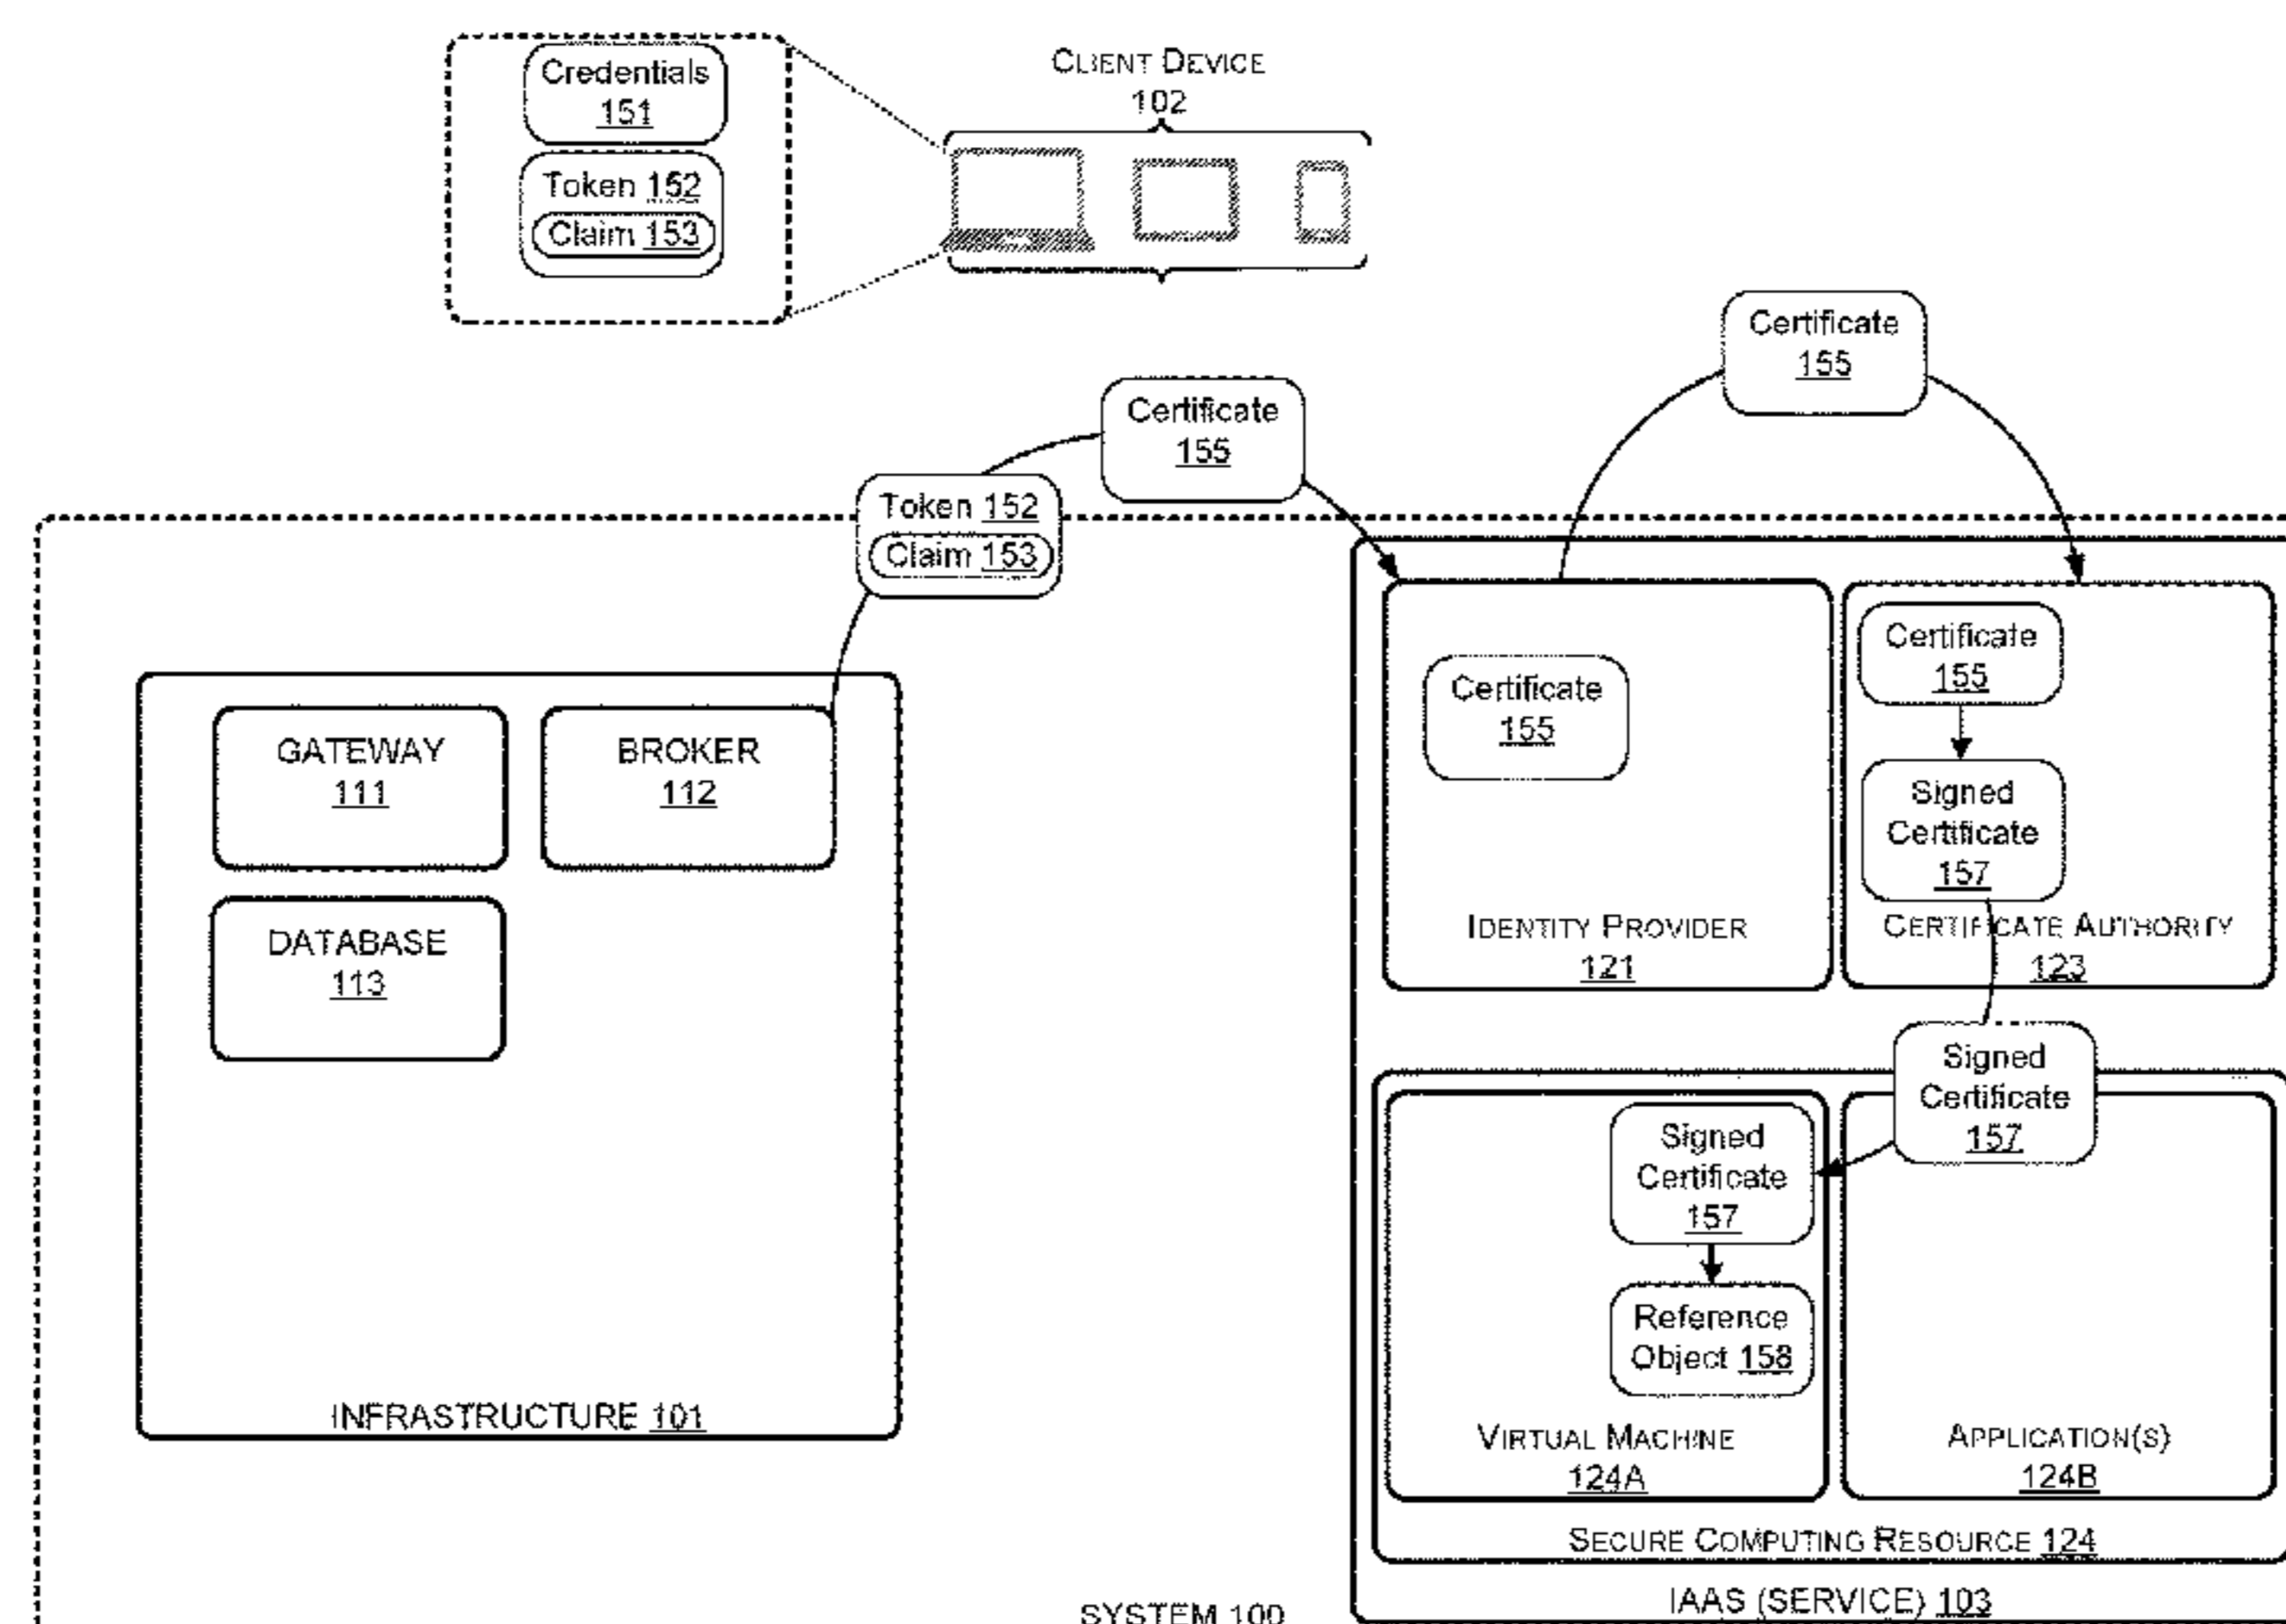 CLIENT DEVICE
102
Credentials
151
Token 152
Claim 153
Certificate
155
Certificate
155
Token 152
Claim 153
GATEWAY
111
BROKER
112
DATABASE
113
INFRASTRUCTURE 101
Certificate
155
IDENTITY PROVIDER
121
Certificate
155
Signed
Certificate
157
CERTIFICATE AUTHORITY
123
Signed
Certificate
157
Signed
Certificate
157
Reference
Object 158
VIRTUAL MACHINE
124A
APPLICATION(S)
124B
SECURE COMPUTING RESOURCE 124
IAAS (SERVICE) 103
SYSTEM 100